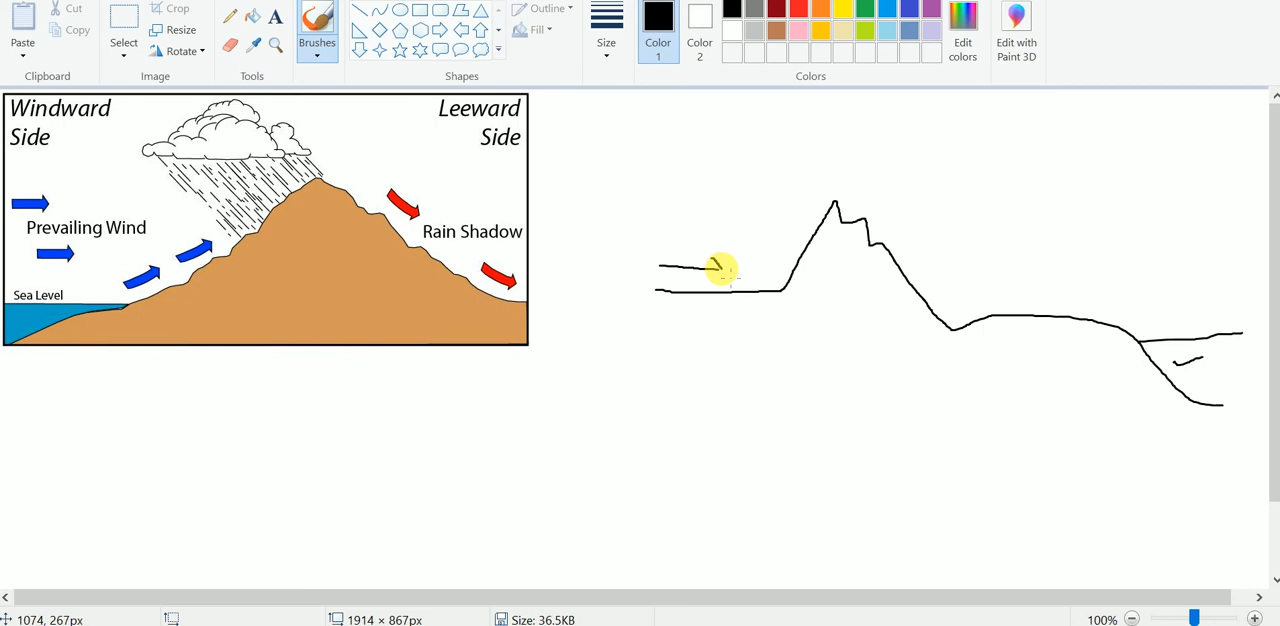 Paste
Cut
Copy
Clipboard
Select
Crop
Resize
Rotate
Image
Tools
Brushes
Shapes
Outline
Fill
Size
Color
1
Color
2
Colors
Edit
colors
Edit with
Paint 3D
Windward
Side
Leeward
Side
Prevailing Wind
Rain Shadow
Sea Level
1074, 267px
1914 × 867px
Size: 36.5KB
100%